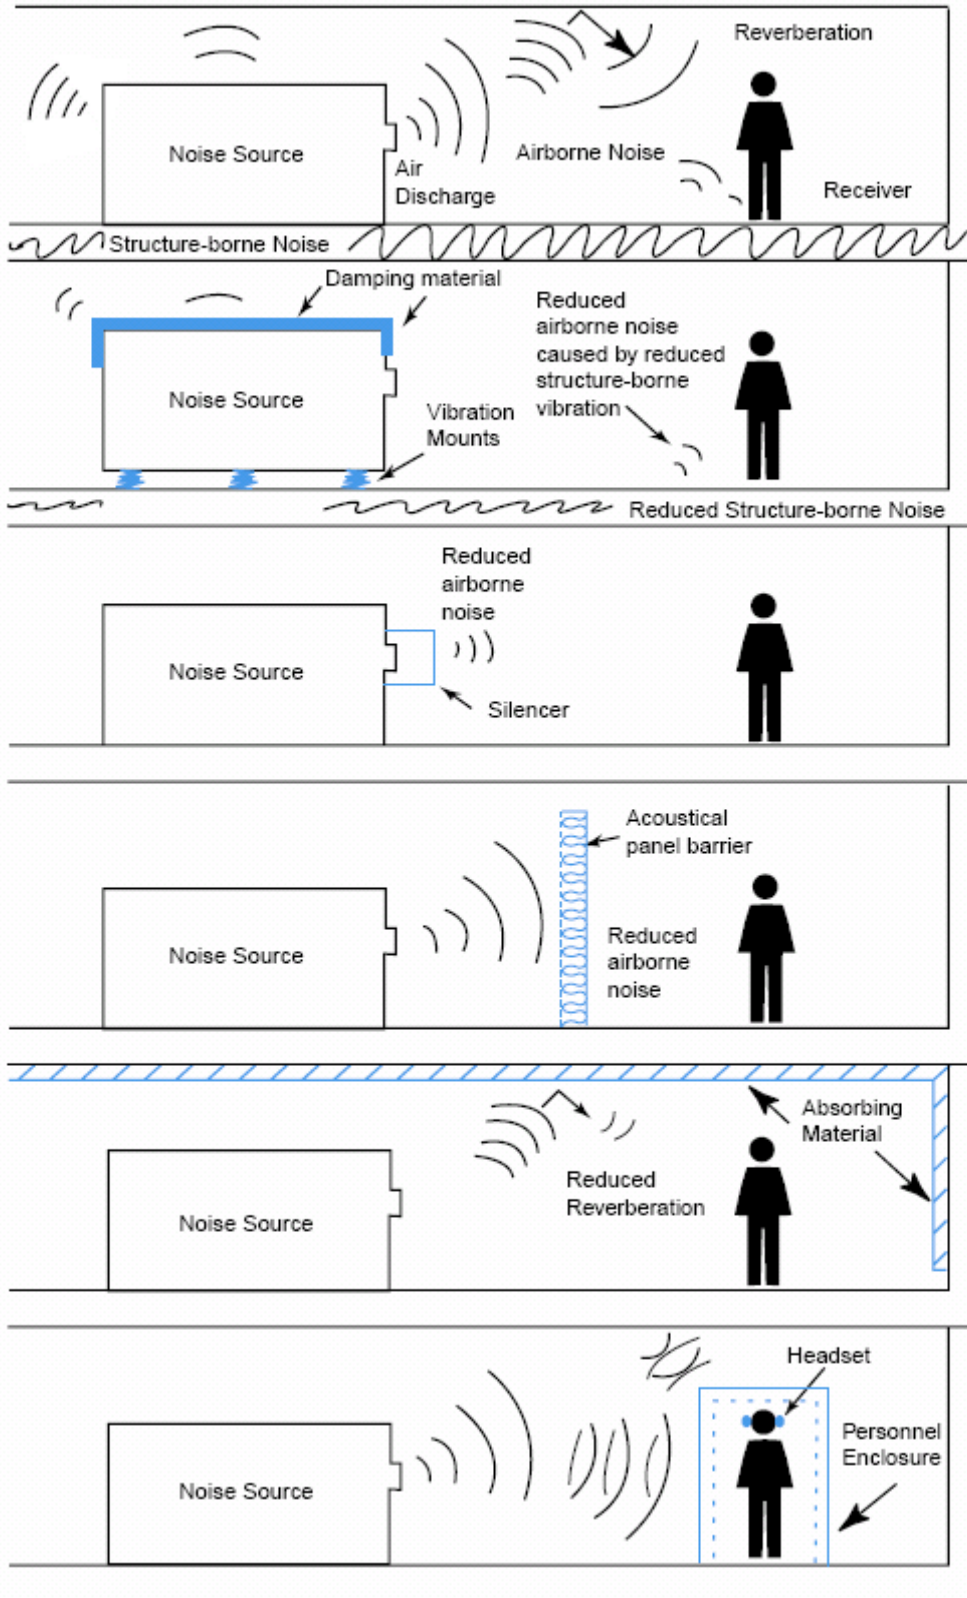 Reverberation
Noise Source
Airborne Noise
Air
Discharge
Receiver
Structure-borne Noise
Damping material
Reduced
airborne noise
caused by reduced
structure-borne
vibration
Noise Source
Vibration
Mounts
Reduced Structure-borne Noise
Reduced
airborne
noise
Noise Source
Silencer
Acoustical
panel barrier
Noise Source
Reduced
airborne
noise
Absorbing
Material
Reduced
Reverberation
Noise Source
Headset
Personnel
Enclosure
Noise Source